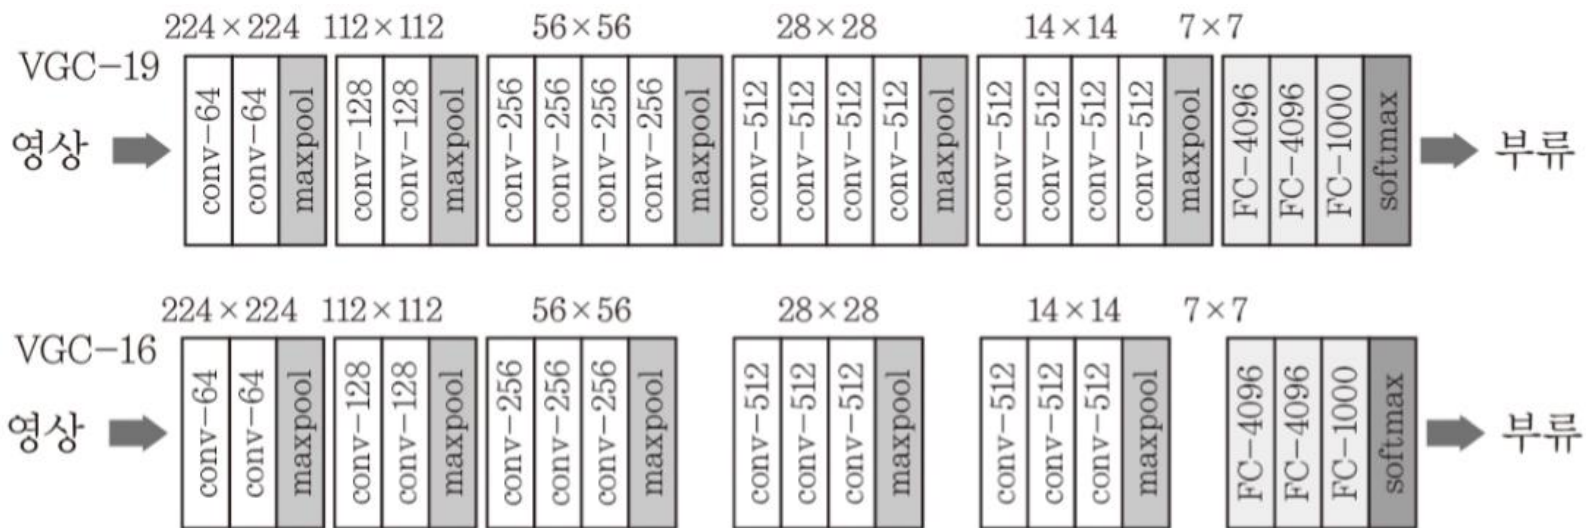 224×224 112×112 56×56 28×28 14×14 7×7
VGC-19
영상
conv-64
conv-64
maxpool
conv-128
conv-128
maxpool
conv-256
conv-256
conv-256
conv-256
maxpool
conv-512
conv-512
conv-512
conv-512
maxpool
conv-512
conv-512
conv-512
conv-512
maxpool
FC-4096
FC-4096
FC-1000
softmax
부류
224×224 112×112 56×56 28×28 14×14 7×7
VGC-16
영상
conv-64
conv-64
maxpool
conv-128
conv-128
maxpool
conv-256
conv-256
conv-256
maxpool
conv-512
conv-512
conv-512
maxpool
conv-512
conv-512
conv-512
maxpool
FC-4096
FC-4096
FC-1000
softmax
부류